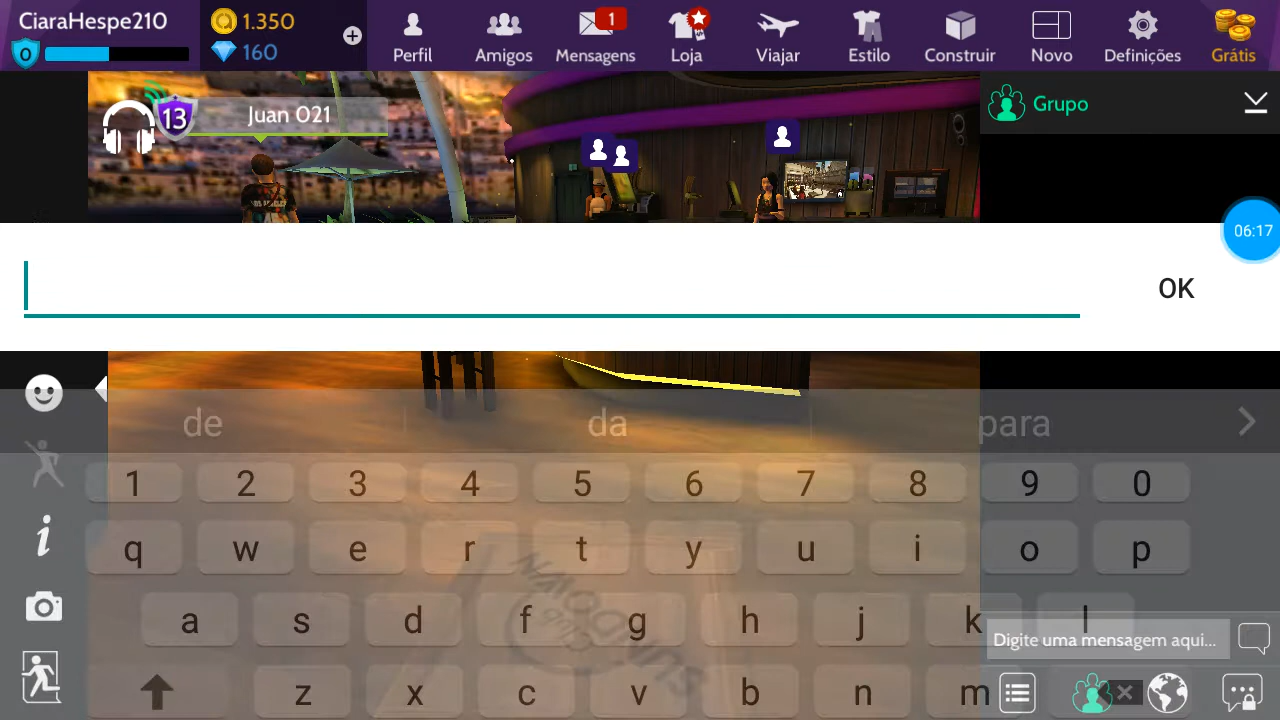 CiaraHespe210
0
1.350
160
Perfil
Amigos
1
Mensagens
Loja
Viajar
Estilo
Construir
Novo
Definições
Grátis
13
Juan 021
Grupo
06:17
OK
de
da
para
1 2 3 4 5 6 7 8 9 0
q w e r t y u i o p
a s d f g h j k l
Digite uma mensagem aqui...
z x c v b n m